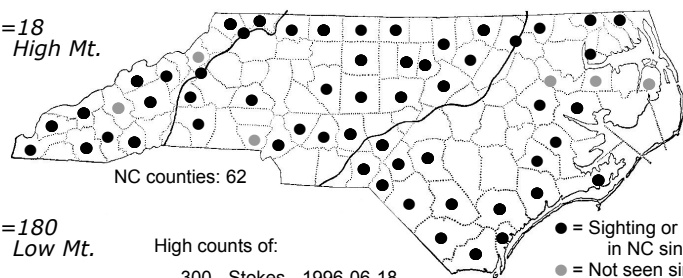 =18
High Mt.
NC counties: 62
=180
Low Mt.
High counts of:
300 - Stokes - 1996-06-18
● = Sighting or
in NC sin
● = Not seen si